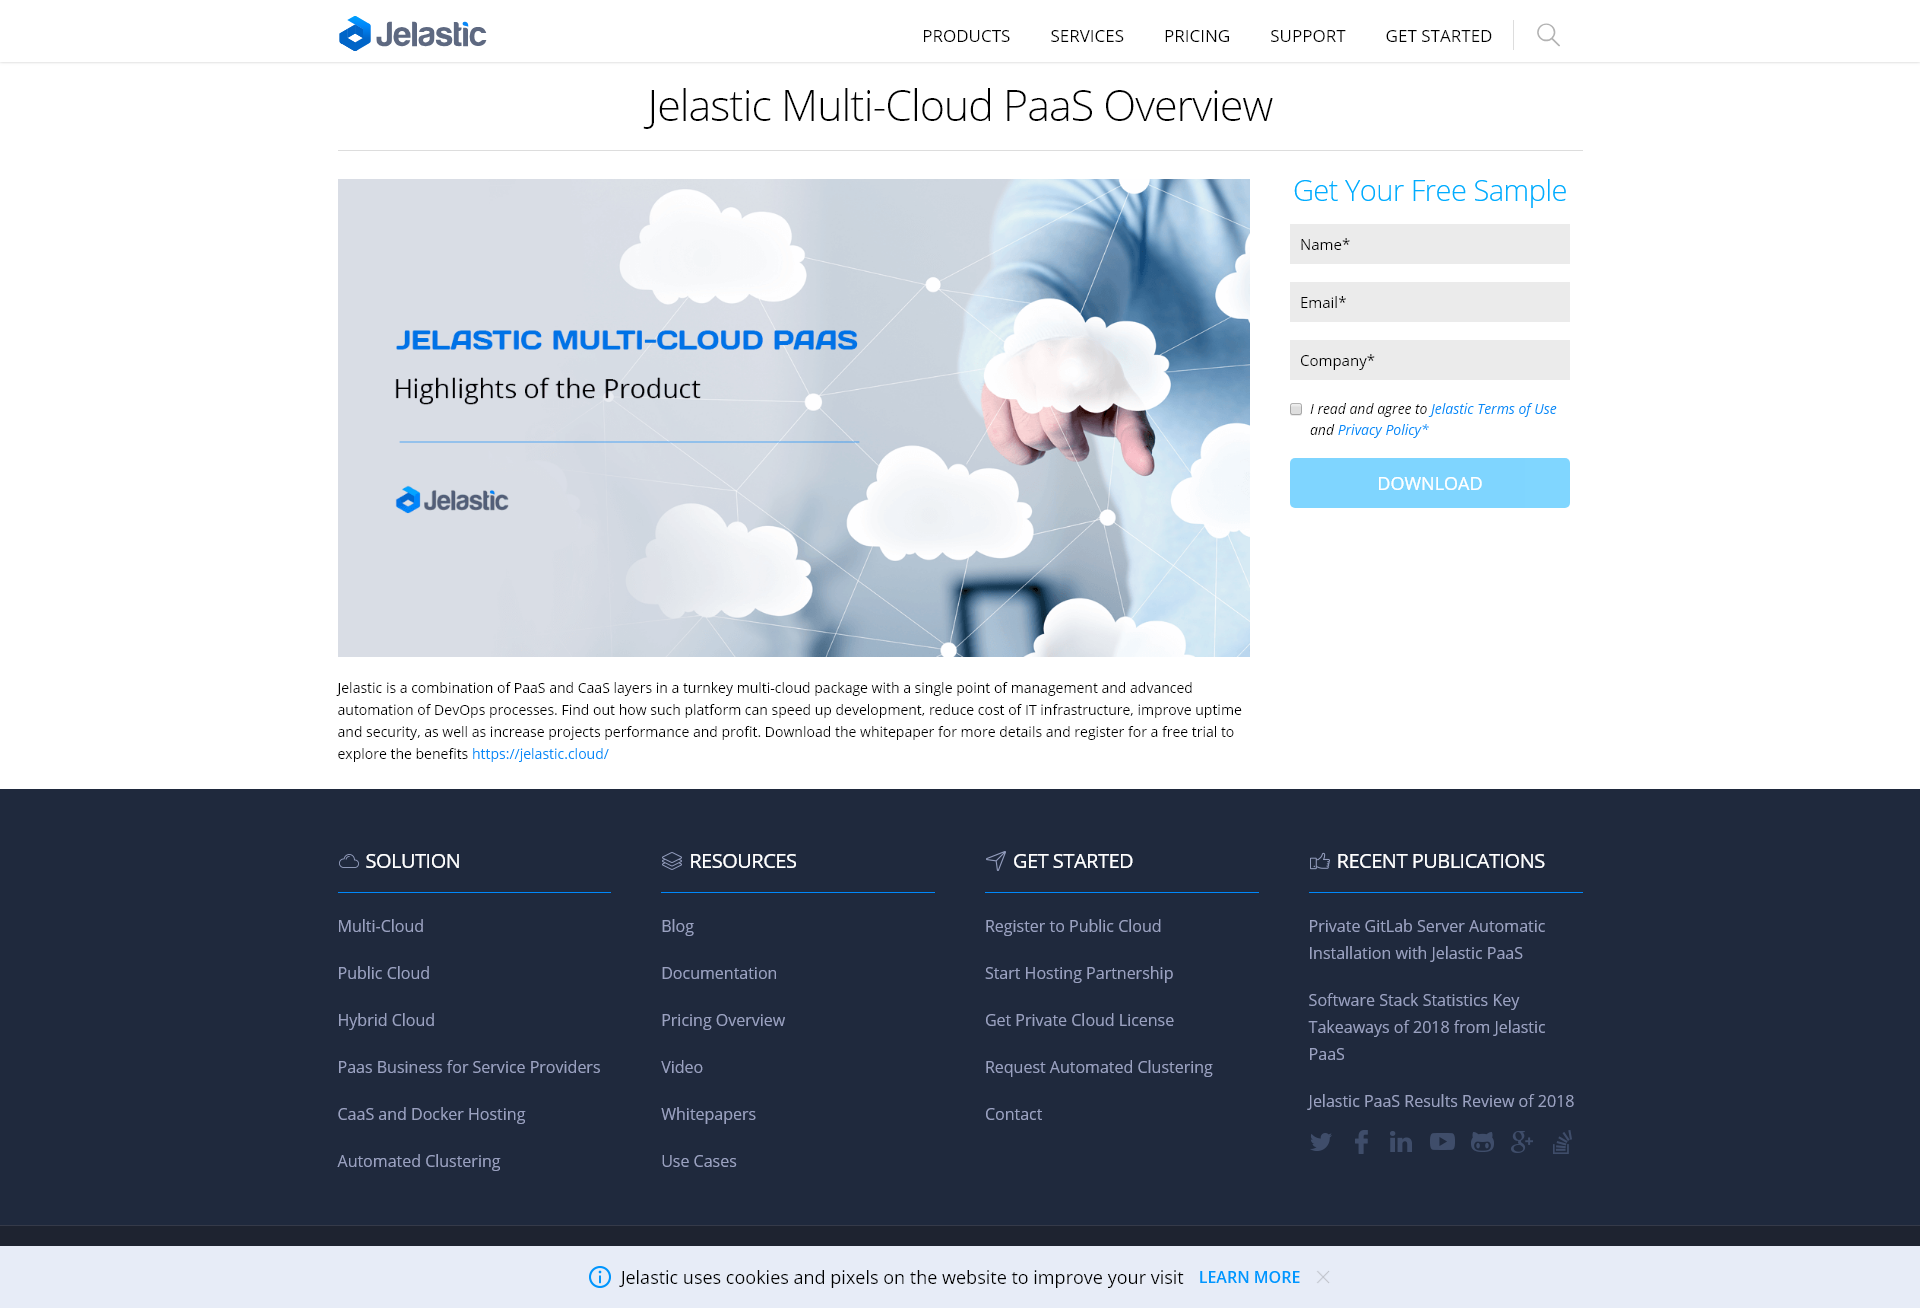 Jelastic
PRODUCTS SERVICES PRICING SUPPORT GET STARTED
Jelastic Multi-Cloud PaaS Overview
JELASTIC MULTI-CLOUD PAAS
Highlights of the Product
Jelastic
Get Your Free Sample
Name*
Email*
Company*
I read and agree to Jelastic Terms of Use
and Privacy Policy*
DOWNLOAD
Jelastic is a combination of PaaS and CaaS layers in a turnkey multi-cloud package with a single point of management and advanced
automation of DevOps processes. Find out how such platform can speed up development, reduce cost of IT infrastructure, improve uptime
and security, as well as increase projects performance and profit. Download the whitepaper for more details and register for a free trial to
explore the benefits https://jelastic.cloud/
SOLUTION
Multi-Cloud
Public Cloud
Hybrid Cloud
Paas Business for Service Providers
CaaS and Docker Hosting
Automated Clustering
RESOURCES
Blog
Documentation
Pricing Overview
Video
Whitepapers
Use Cases
GET STARTED
Register to Public Cloud
Start Hosting Partnership
Get Private Cloud License
Request Automated Clustering
Contact
RECENT PUBLICATIONS
Private GitLab Server Automatic
Installation with Jelastic PaaS
Software Stack Statistics Key
Takeaways of 2018 from Jelastic
PaaS
Jelastic PaaS Results Review of 2018
Jelastic uses cookies and pixels on the website to improve your visit LEARN MORE